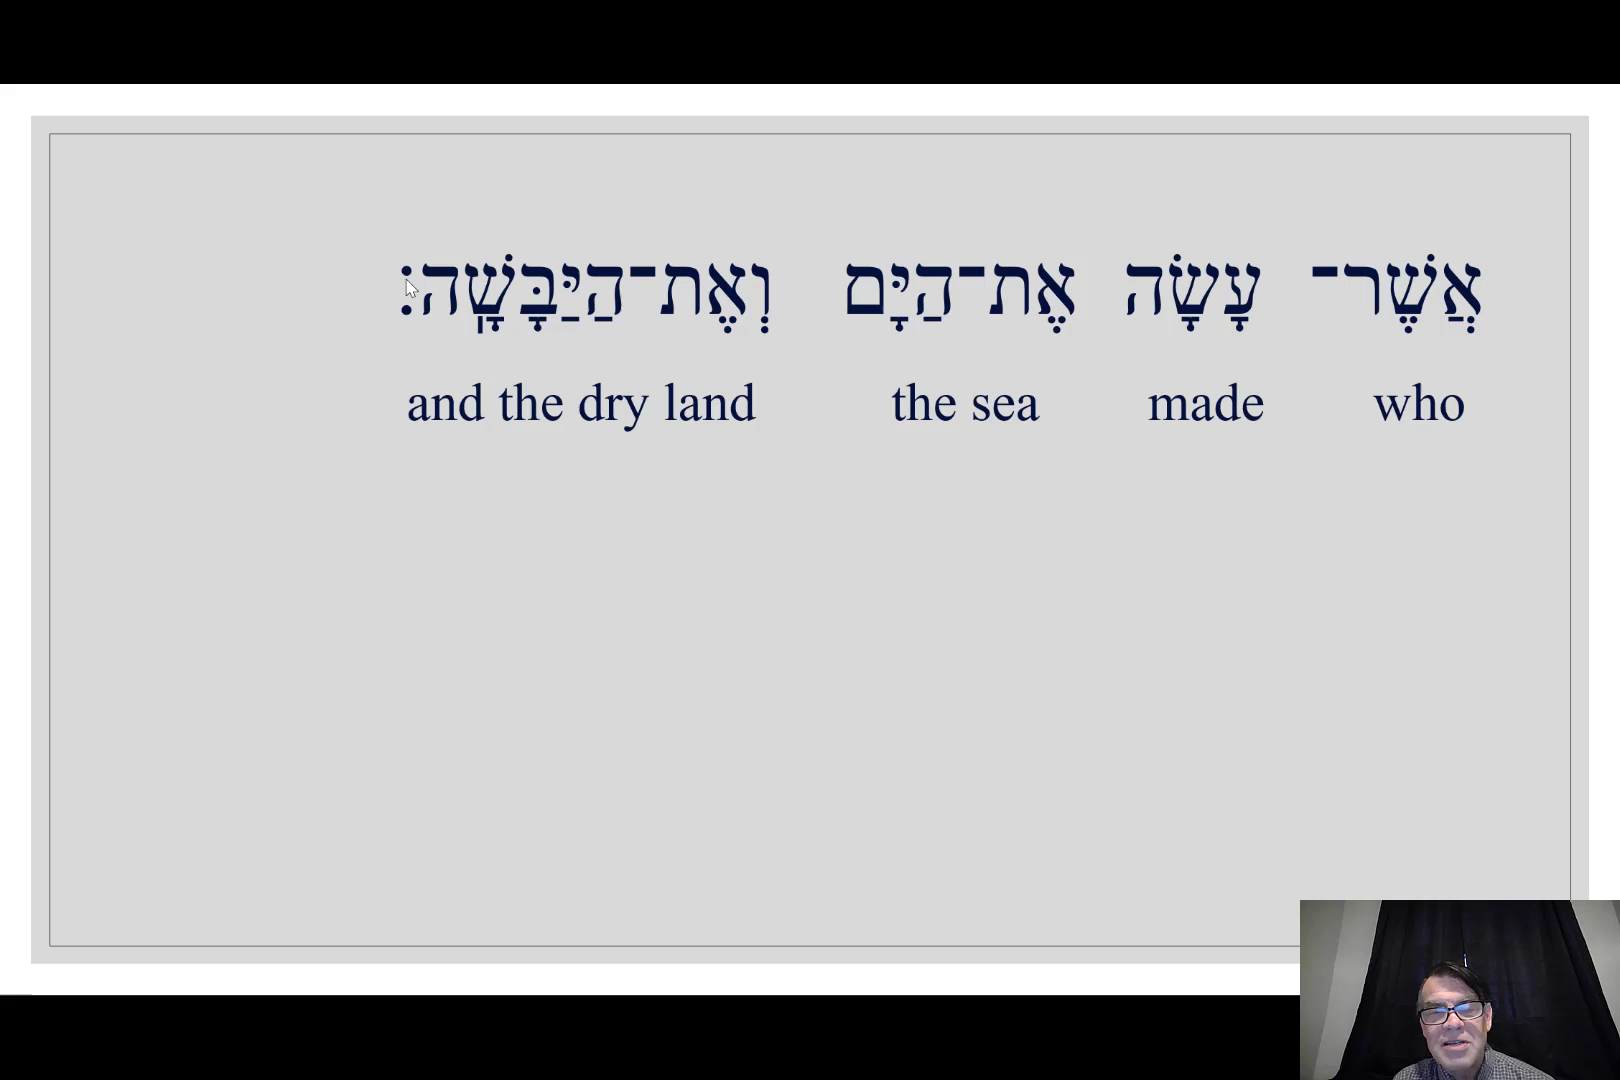 אֲשֶׁר־ עָשָׂה אֶת־הַיָּם וְאֶת־הַיַּבָּשָֽׁה׃
who made the sea and the dry land